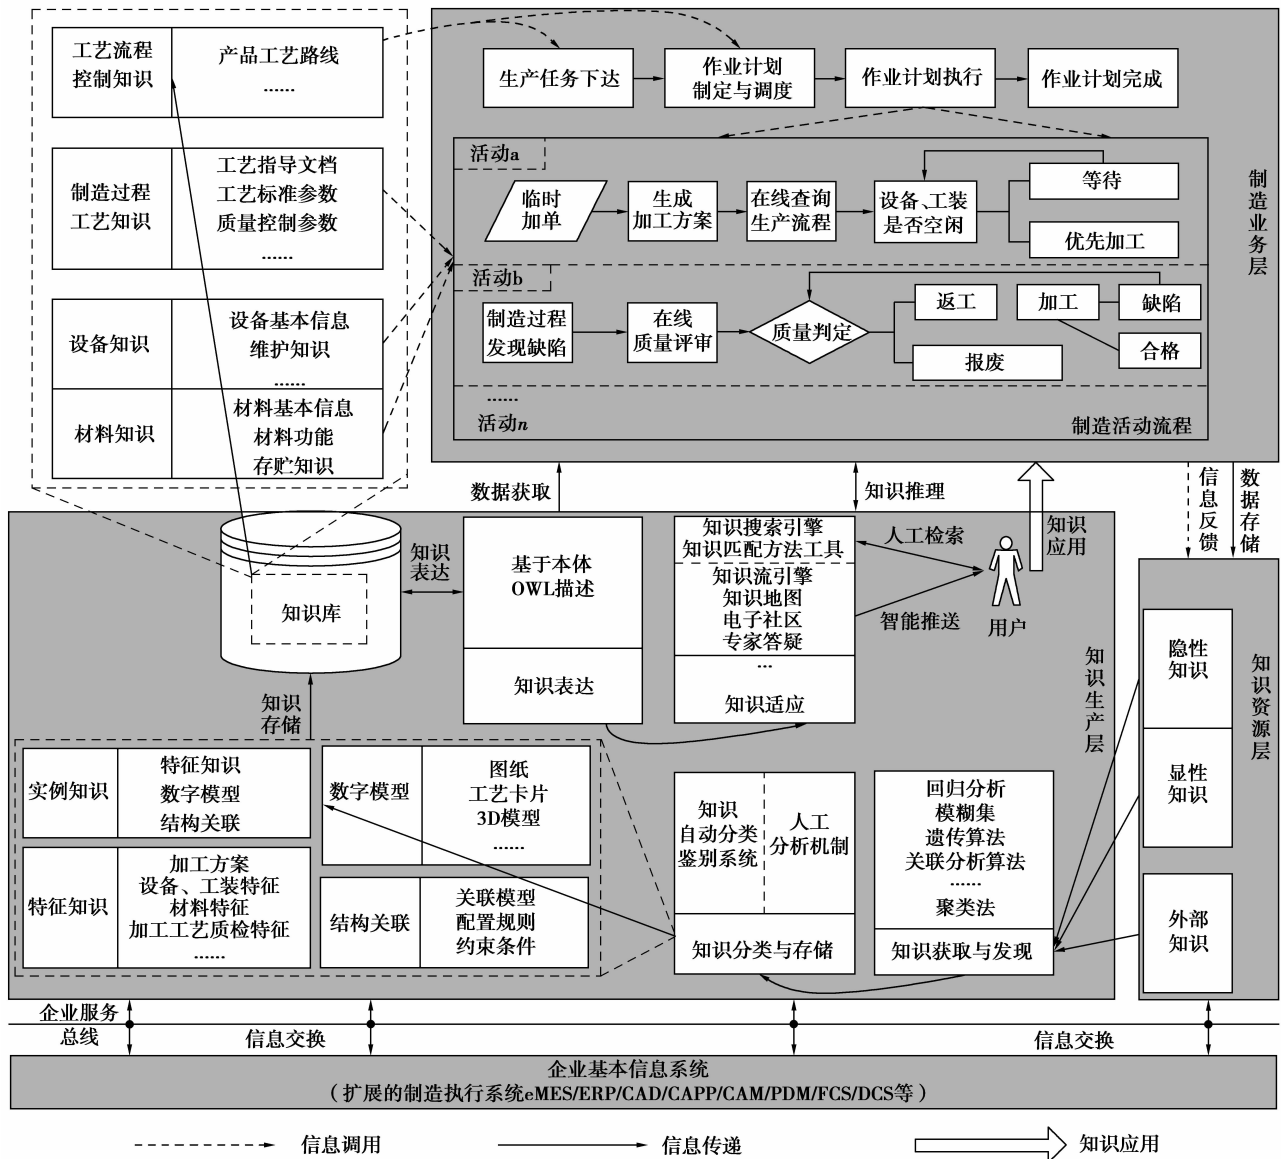 工艺流程
控制知识
产品工艺路线
······
制造过程
工艺知识
工艺指导文档
工艺标准参数
质量控制参数
······
设备知识
设备基本信息
维护知识
······
材料知识
材料基本信息
材料功能
存贮知识
生产任务下达
作业计划
制定与调度
作业计划执行
作业计划完成
活动a
临时
加单
生成
加工方案
在线查询
生产流程
设备、工装
是否空闲
等待
优先加工
活动b
制造过程
发现缺陷
在线
质量评审
质量判定
返工
报废
加工
缺陷
合格
······
活动n
制造活动流程
制造业务层
数据获取
知识推理
知识应用
信息反馈
数据存储
知识库
知识
表达
基于本体
OWL描述
知识表达
知识搜索引擎
知识匹配方法工具
知识流引擎
知识地图
电子社区
专家答疑
...
知识适应
人工检索
智能推送
用户
知识生产层
隐性
知识
显性
知识
外部
知识
知识资源层
知识
存储
实例知识
特征知识
数字模型
结构关联
特征知识
加工方案
设备、工装特征
材料特征
加工工艺质检特征
······
数字模型
图纸
工艺卡片
3D模型
······
结构关联
关联模型
配置规则
约束条件
知识
自动分类
鉴别系统
人工
分析机制
知识分类与存储
回归分析
模糊集
遗传算法
关联分析算法
······
聚类法
知识获取与发现
企业服务
总线
信息交换
信息交换
企业基本信息系统
（扩展的制造执行系统eMES/ERP/CAD/CAPP/CAM/PDM/FCS/DCS等）
信息调用
信息传递
知识应用